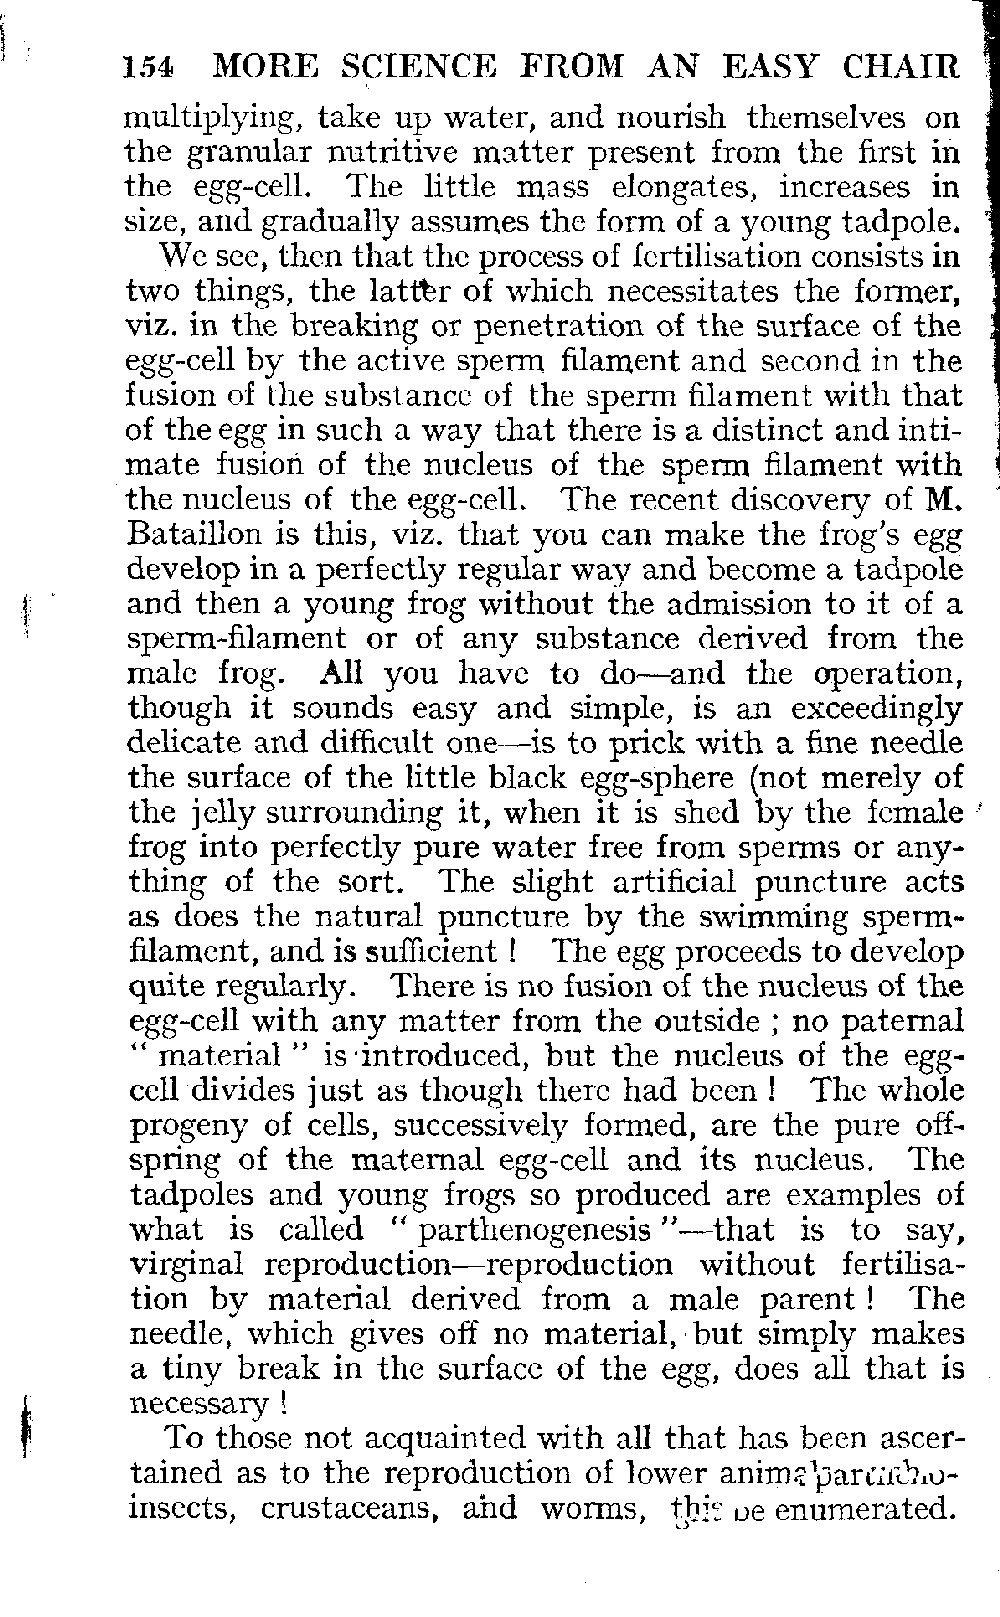 154 MORE SCIENCE FROM AN EASY CHAIR
multiplying, take up water, and nourish themselves on
the granular nutritive matter present from the first in
the egg-cell. The little mass elongates, increases in
size, and gradually assumes the form of a young tadpole.
We see, then that the process of fertilisation consists in
two things, the latter of which necessitates the former,
viz. in the breaking or penetration of the surface of the
egg-cell by the active sperm filament and second in the
fusion of the substance of the sperm filament with that
of the egg in such a way that there is a distinct and inti-
mate fusion of the nucleus of the sperm filament with
the nucleus of the egg-cell. The recent discovery of M.
Bataillon is this, viz. that you can make the frog's egg
develop in a perfectly regular way and become a tadpole
and then a young frog without the admission to it of a
sperm-filament or of any substance derived from the
male frog. All you have to do—and the operation,
though it sounds easy and simple, is an exceedingly
delicate and difficult one—is to prick with a fine needle
the surface of the little black egg-sphere (not merely of
the jelly surrounding it, when it is shed by the female
frog into perfectly pure water free from sperms or any-
thing of the sort. The slight artificial puncture acts
as does the natural puncture by the swimming sperm-
filament, and is sufficient ! The egg proceeds to develop
quite regularly. There is no fusion of the nucleus of the
egg-cell with any matter from the outside ; no paternal
" material " is introduced, but the nucleus of the egg-
cell divides just as though there had been ! The whole
progeny of cells, successively formed, are the pure off-
spring of the maternal egg-cell and its nucleus. The
tadpoles and young frogs so produced are examples of
what is called " parthenogenesis "—that is to say,
virginal reproduction—reproduction without fertilisa-
tion by material derived from a male parent ! The
needle, which gives off no material, but simply makes
a tiny break in the surface of the egg, does all that is
necessary !
To those not acquainted with all that has been ascer-
tained as to the reproduction of lower
insects, crustaceans, and worms, enumerated.